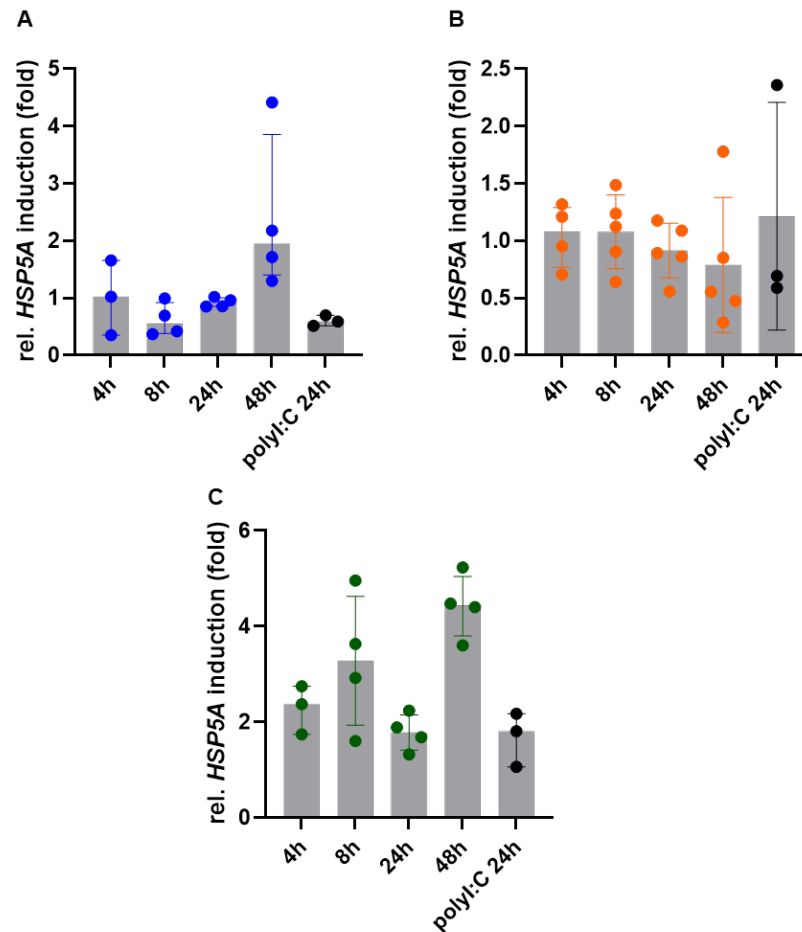 A
rel. HSP5A induction (fold)
5
4
3
2
1
0
4h
8h
24h
48h
polyI:C 24h
B
rel. HSP5A induction (fold)
2.5
2.0
1.5
1.0
0.5
0.0
4h
8h
24h
48h
polyI:C 24h
C
rel. HSP5A induction (fold)
6
4
2
0
4h
8h
24h
48h
polyI:C 24h